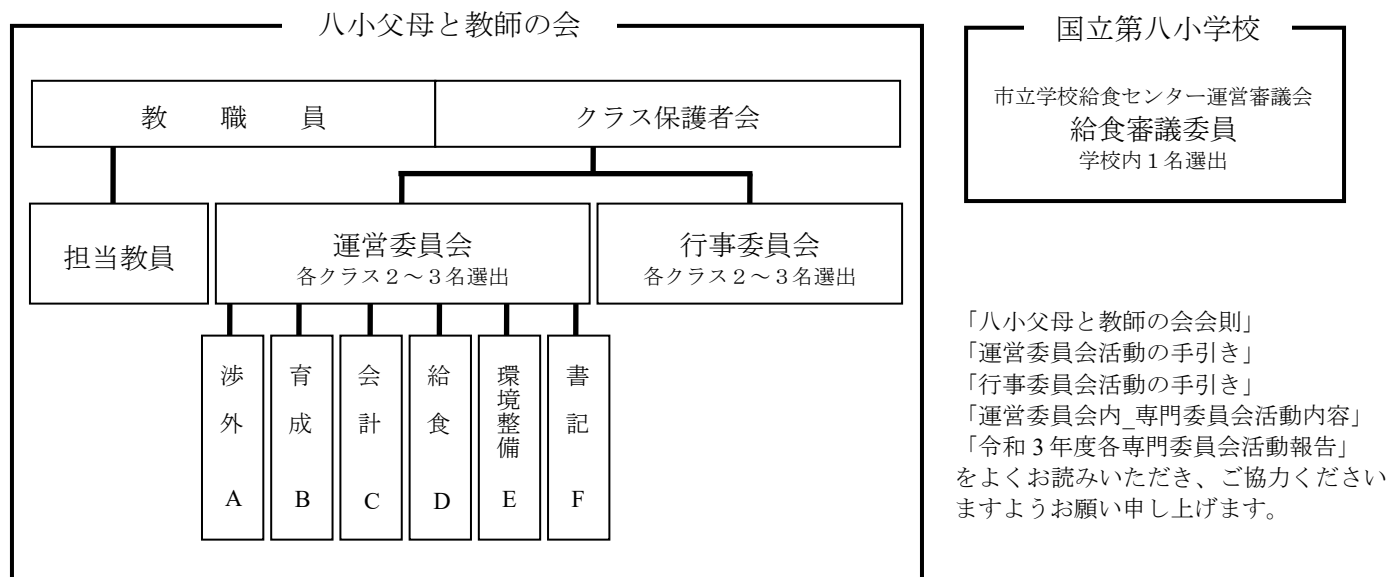 八小父母と教師の会
教　職　員
クラス保護者会
担当教員
運営委員会
各クラス２～３名選出
行事委員会
各クラス２～３名選出
渉外 A
育成 B
会計 C
給食 D
環境整備 E
書記 F
国立第八小学校
市立学校給食センター運営審議会
給食審議委員
学校内１名選出
「八小父母と教師の会会則」
「運営委員会活動の手引き」
「行事委員会活動の手引き」
「運営委員会内_専門委員会活動内容」
「令和 3 年度各専門委員会活動報告」
をよくお読みいただき、ご協力ください
ますようお願い申し上げます。